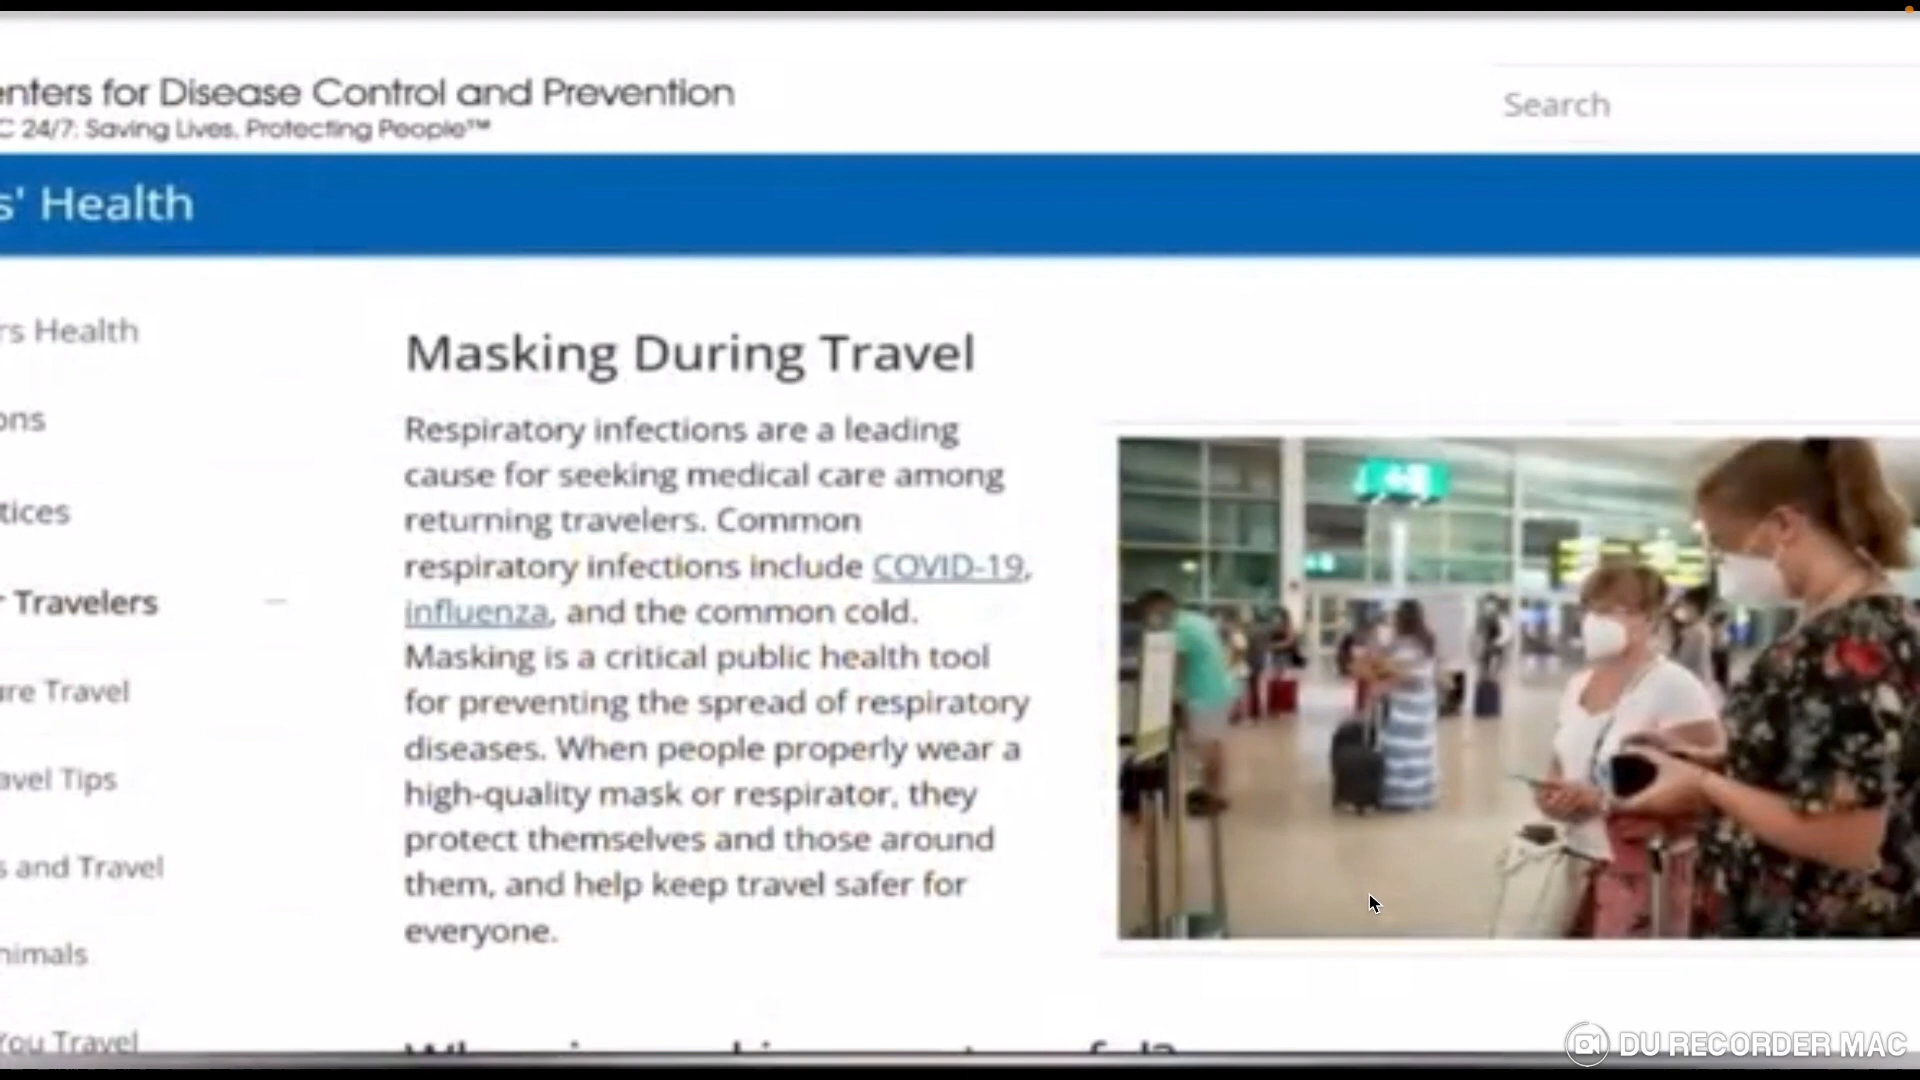 enters for Disease Control and Prevention
C 24/7: Saving Lives. Protecting People™
Search
s' Health
rs Health
ons
tices
r Travelers
ure Travel
avel Tips
s and Travel
nimals
You Travel
Masking During Travel
Respiratory infections are a leading
cause for seeking medical care among
returning travelers. Common
respiratory infections include COVID-19,
influenza, and the common cold.
Masking is a critical public health tool
for preventing the spread of respiratory
diseases. When people properly wear a
high-quality mask or respirator, they
protect themselves and those around
them, and help keep travel safer for
everyone.
DU RECORDER MAC